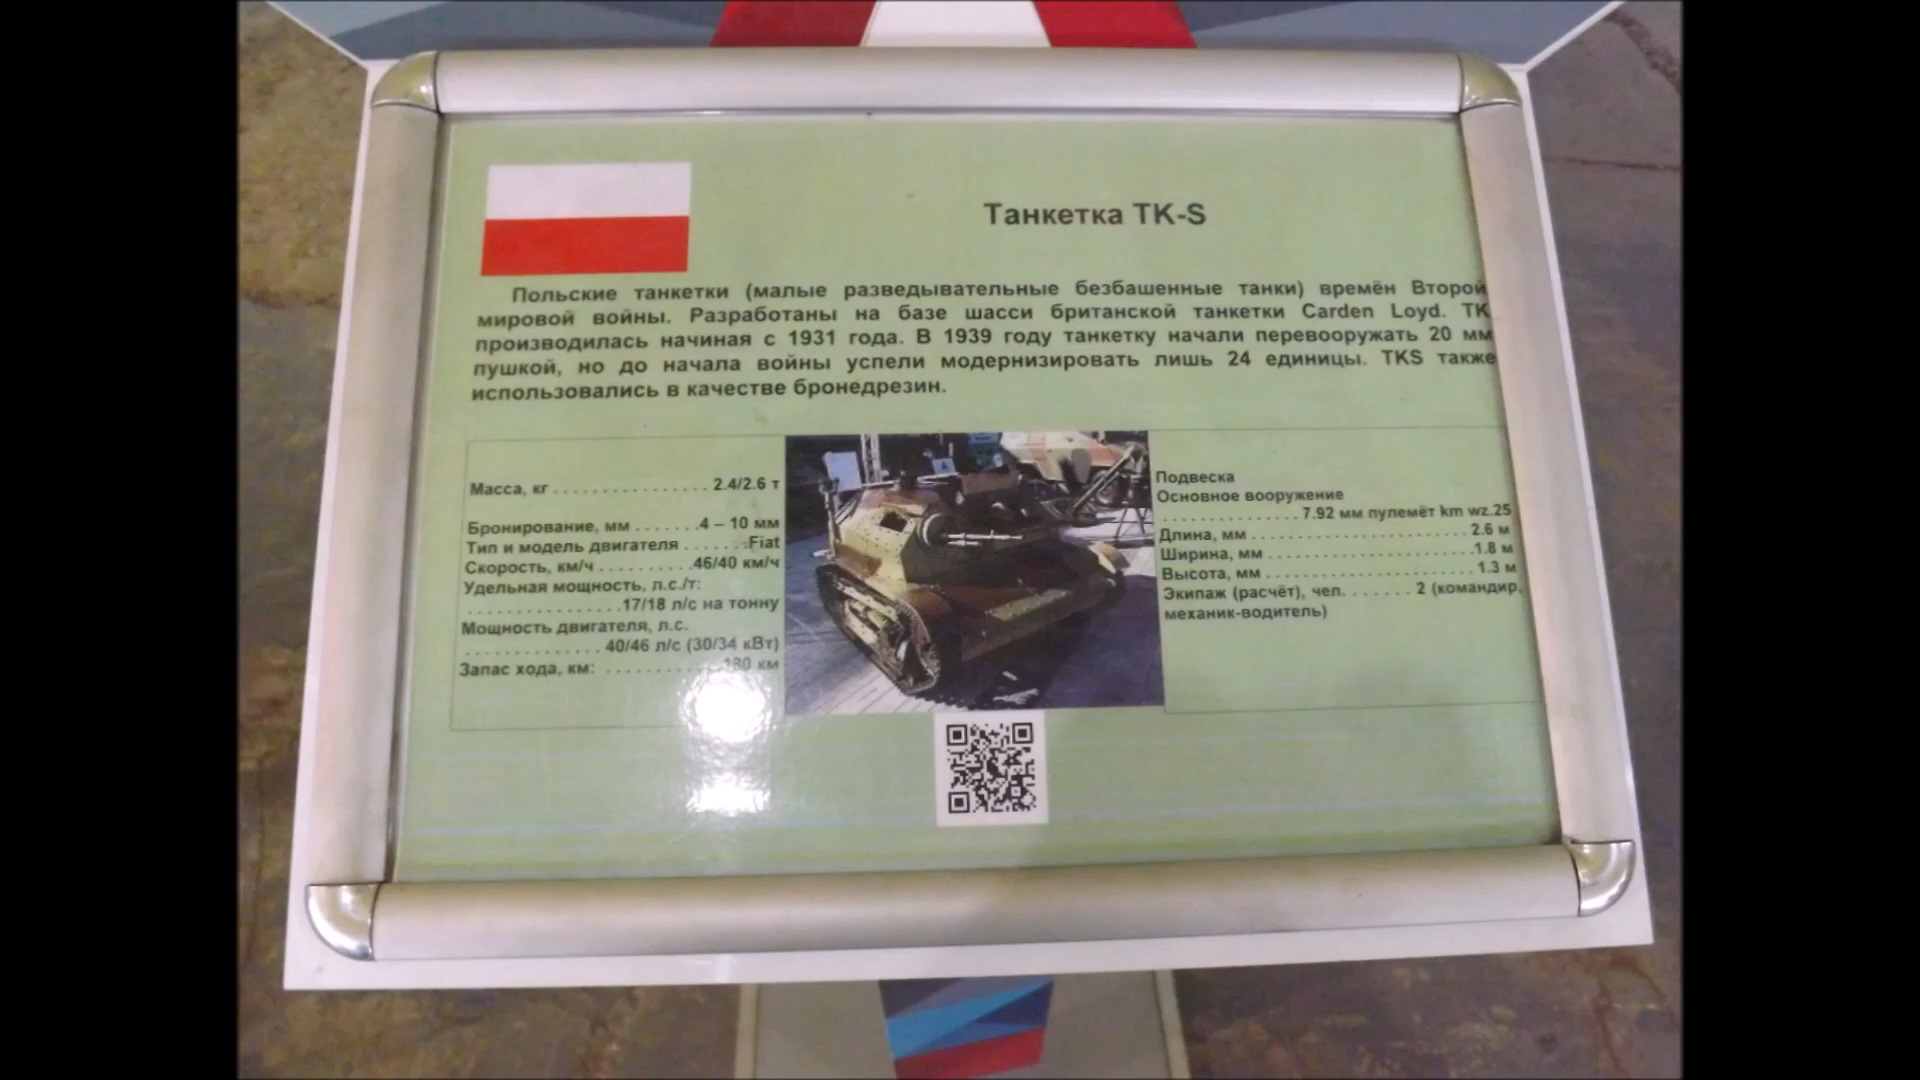 Танкетка TK-S
Польские танкетки (малые разведывательные безбашенные танки) времён Второй
мировой войны. Разработаны на базе шасси британской танкетки Carden Loyd. TK
производилась начиная с 1931 года. В 1939 году танкетку начали перевооружать 20 мм
пушкой, но до начала войны успели модернизировать лишь 24 единицы. TKS также
использовались в качестве бронедрезин.
Масса, кг . . . . . . . . . . . . . . . . 2.4/2.6 т
Бронирование, мм . . . . . . .4 – 10 мм
Тип и модель двигателя . . . . . . .Fiat
Скорость, км/ч . . . . . . . . . .46/40 км/ч
Удельная мощность, л.с./т:
. . . . . . . . . . . . . . . .17/18 л/с на тонну
Мощность двигателя, л.с.
. . . . . . . . . . . . . . 40/46 л/с (30/34 кВт)
Запас хода, км: . . . . . . . . . . . .180 км
Подвеска
Основное вооружение
. . . . . . . . . . . . . . 7.92 мм пулемёт km wz.25
Длина, мм . . . . . . . . . . . . . . . . . . . . . . . 2.6 м
Ширина, мм . . . . . . . . . . . . . . . . . . . . . .1.8 м
Высота, мм . . . . . . . . . . . . . . . . . . . . . . 1.3 м
Экипаж (расчёт), чел. . . . . . . . 2 (командир,
механик-водитель)